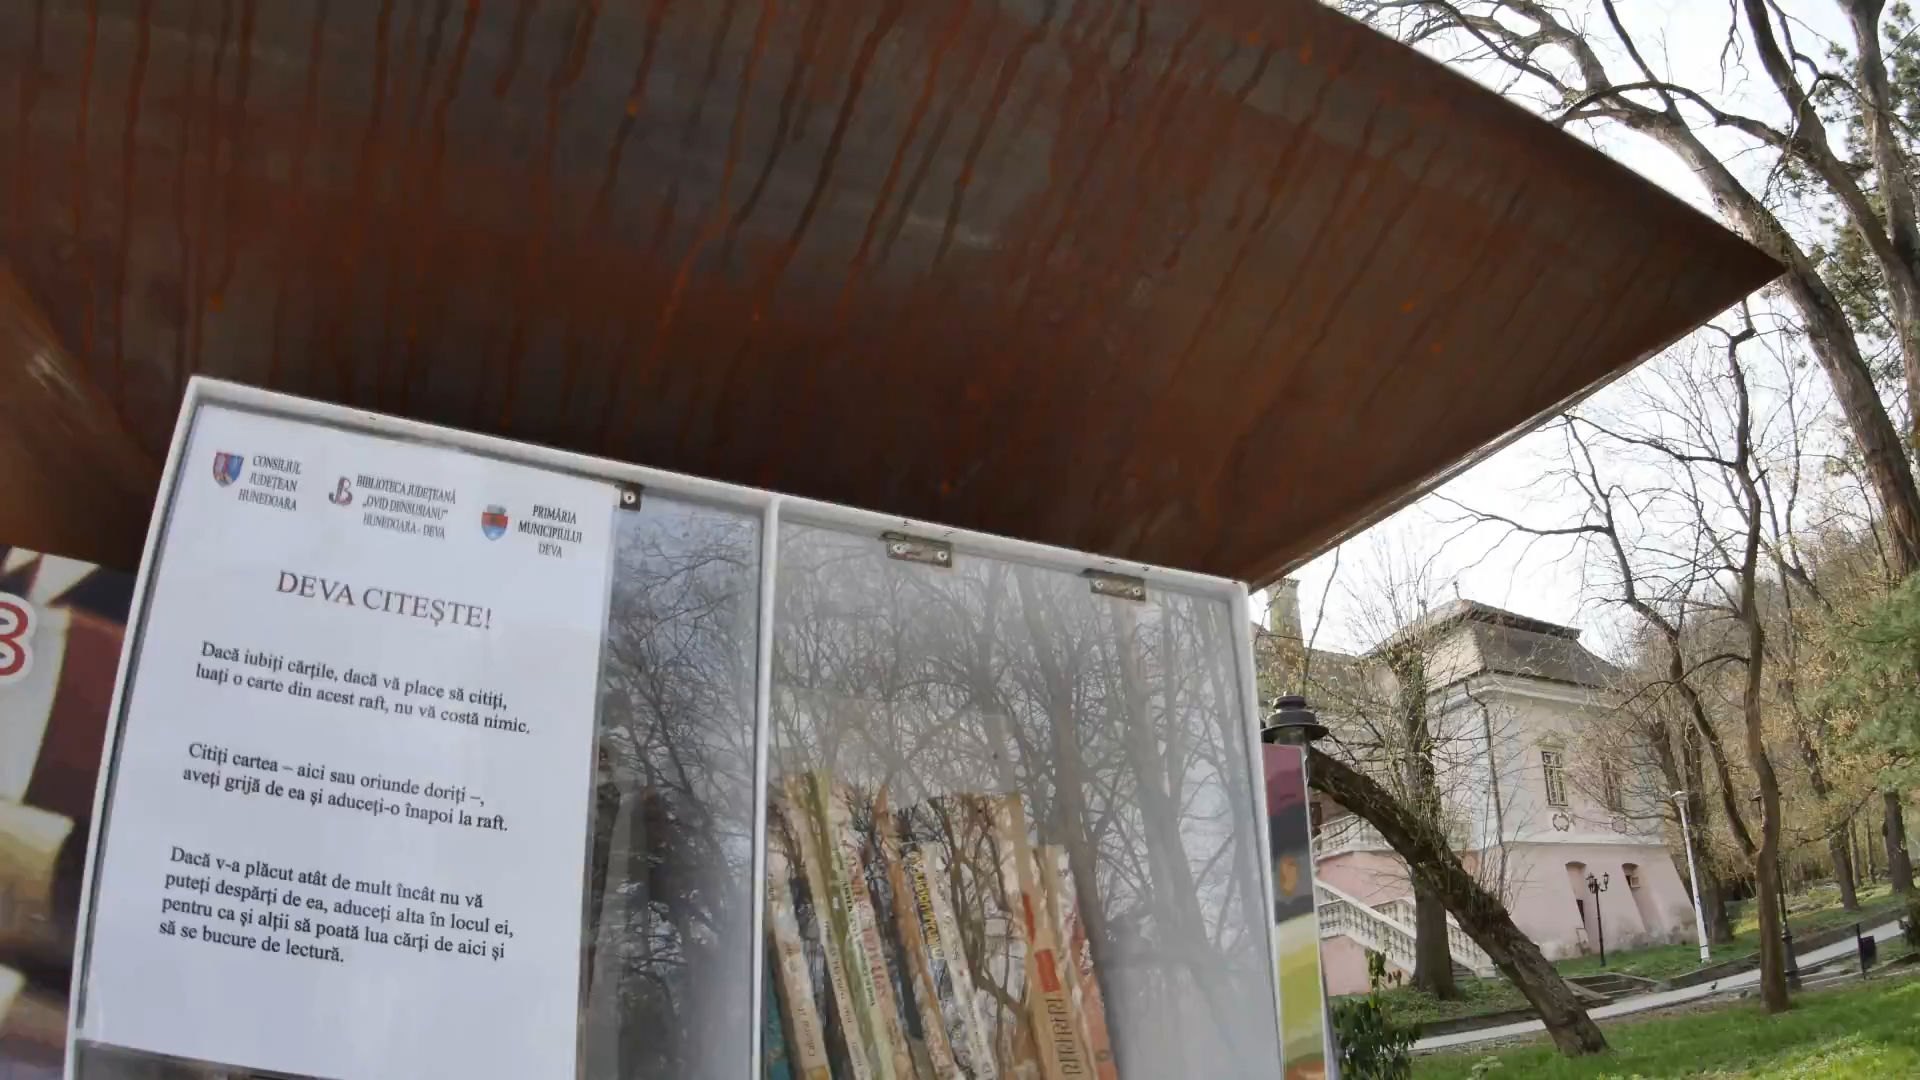 CONSILIUL
JUDEȚEAN
HUNEDOARA
BIBLIOTECA JUDEȚEANĂ
„OVID DENSUSIANU"
HUNEDOARA - DEVA
PRIMĂRIA
MUNICIPIULUI
DEVA
DEVA CITEȘTE!
Dacă iubiți cărțile, dacă vă place să citiți,
luați o carte din acest raft, nu vă costă nimic.
Citiți cartea – aici sau oriunde doriți –,
aveți grijă de ea și aduceți-o înapoi la raft.
Dacă v-a plăcut atât de mult încât nu vă
puteți despărți de ea, aduceți alta în locul ei,
pentru ca și alții să poată lua cărți de aici și
să se bucure de lectură.